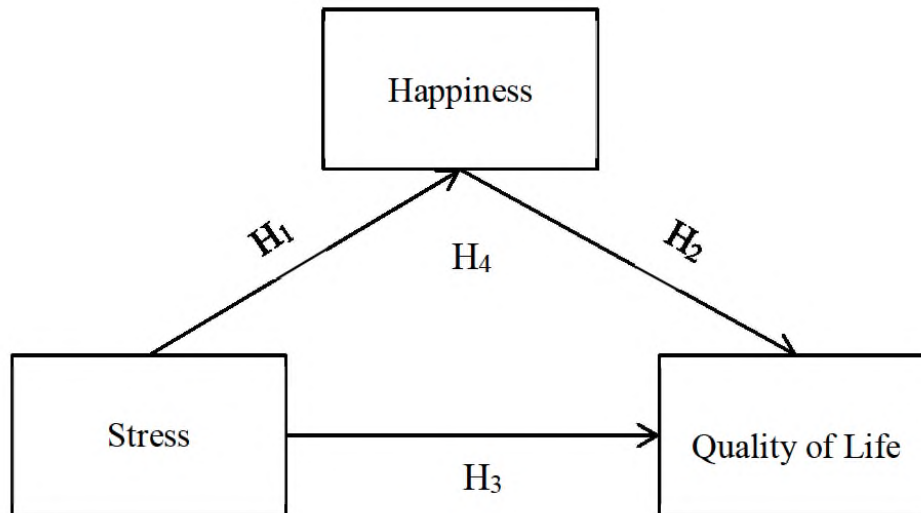 Happiness
H₁
H₂
H₄
Stress
Quality of Life
H₃